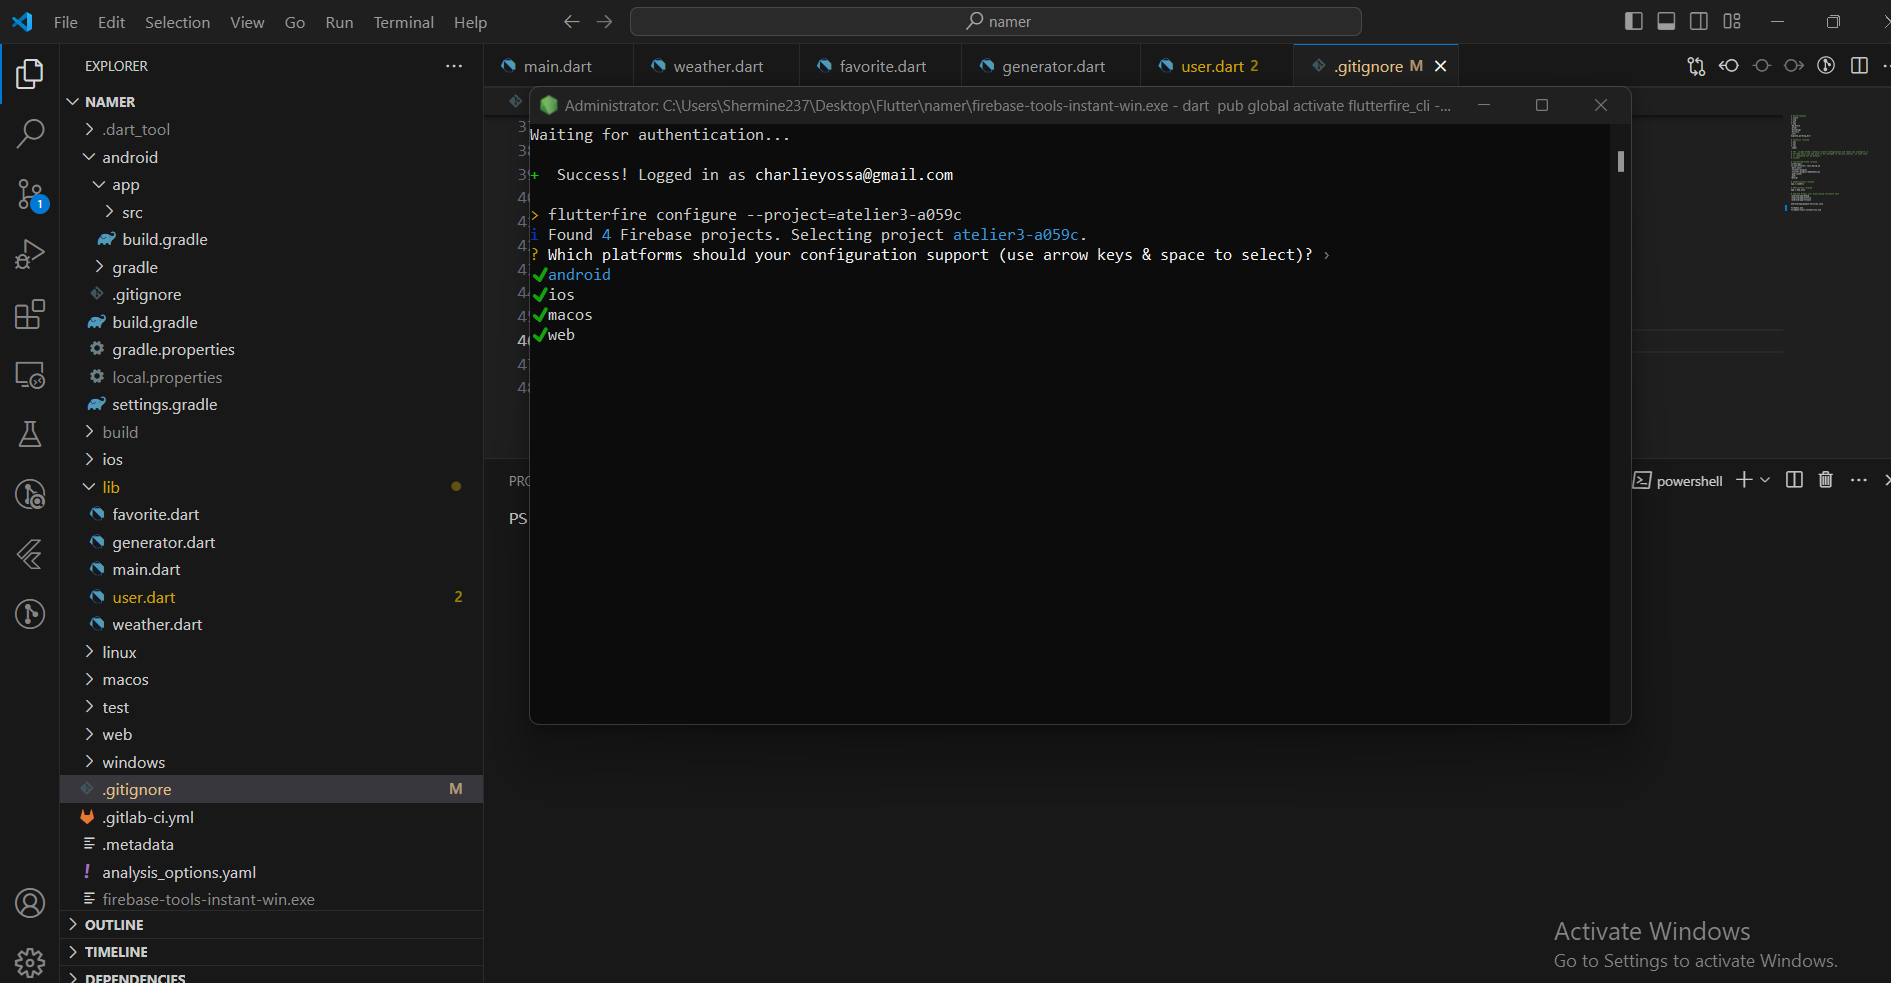 File Edit Selection View Go Run Terminal Help
namer
EXPLORER
NAMER
.dart_tool
android
app
src
build.gradle
gradle
.gitignore
build.gradle
gradle.properties
local.properties
settings.gradle
build
ios
lib
favorite.dart
generator.dart
main.dart
user.dart 2
weather.dart
linux
macos
test
web
windows
.gitignore M
.gitlab-ci.yml
.metadata
analysis_options.yaml
firebase-tools-instant-win.exe
OUTLINE
TIMELINE
DEPENDENCIES
1
main.dart weather.dart favorite.dart generator.dart user.dart 2 .gitignore M
Administrator: C:\Users\Shermine237\Desktop\Flutter\namer\firebase-tools-instant-win.exe - dart pub global activate flutterfire_cli -...
Waiting for authentication...
+ Success! Logged in as charlieyossa@gmail.com
> flutterfire configure --project=atelier3-a059c
i Found 4 Firebase projects. Selecting project atelier3-a059c.
? Which platforms should your configuration support (use arrow keys & space to select)? ›
✔android
✔ios
✔macos
✔web
PS
powershell
Activate Windows
Go to Settings to activate Windows.